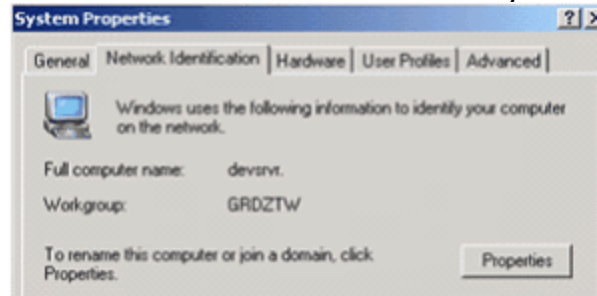 System Properties
? X
General Network Identification Hardware User Profiles Advanced
Windows uses the following information to identify your computer
on the network.
Full computer name: devsrvr.
Workgroup: GRDZTW
To rename this computer or join a domain, click
Properties.
Properties